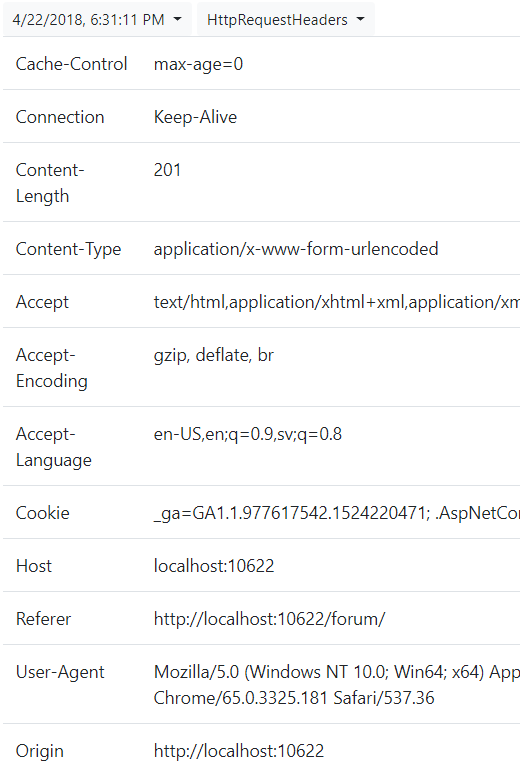 4/22/2018, 6:31:11 PM HttpRequestHeaders
Cache-Control max-age=0
Connection Keep-Alive
Content-
Length 201
Content-Type application/x-www-form-urlencoded
Accept text/html,application/xhtml+xml,application/xm
Accept-
Encoding gzip, deflate, br
Accept-
Language en-US,en;q=0.9,sv;q=0.8
Cookie _ga=GA1.1.977617542.1524220471; .AspNetCor
Host localhost:10622
Referer http://localhost:10622/forum/
User-Agent Mozilla/5.0 (Windows NT 10.0; Win64; x64) App
Chrome/65.0.3325.181 Safari/537.36
Origin http://localhost:10622